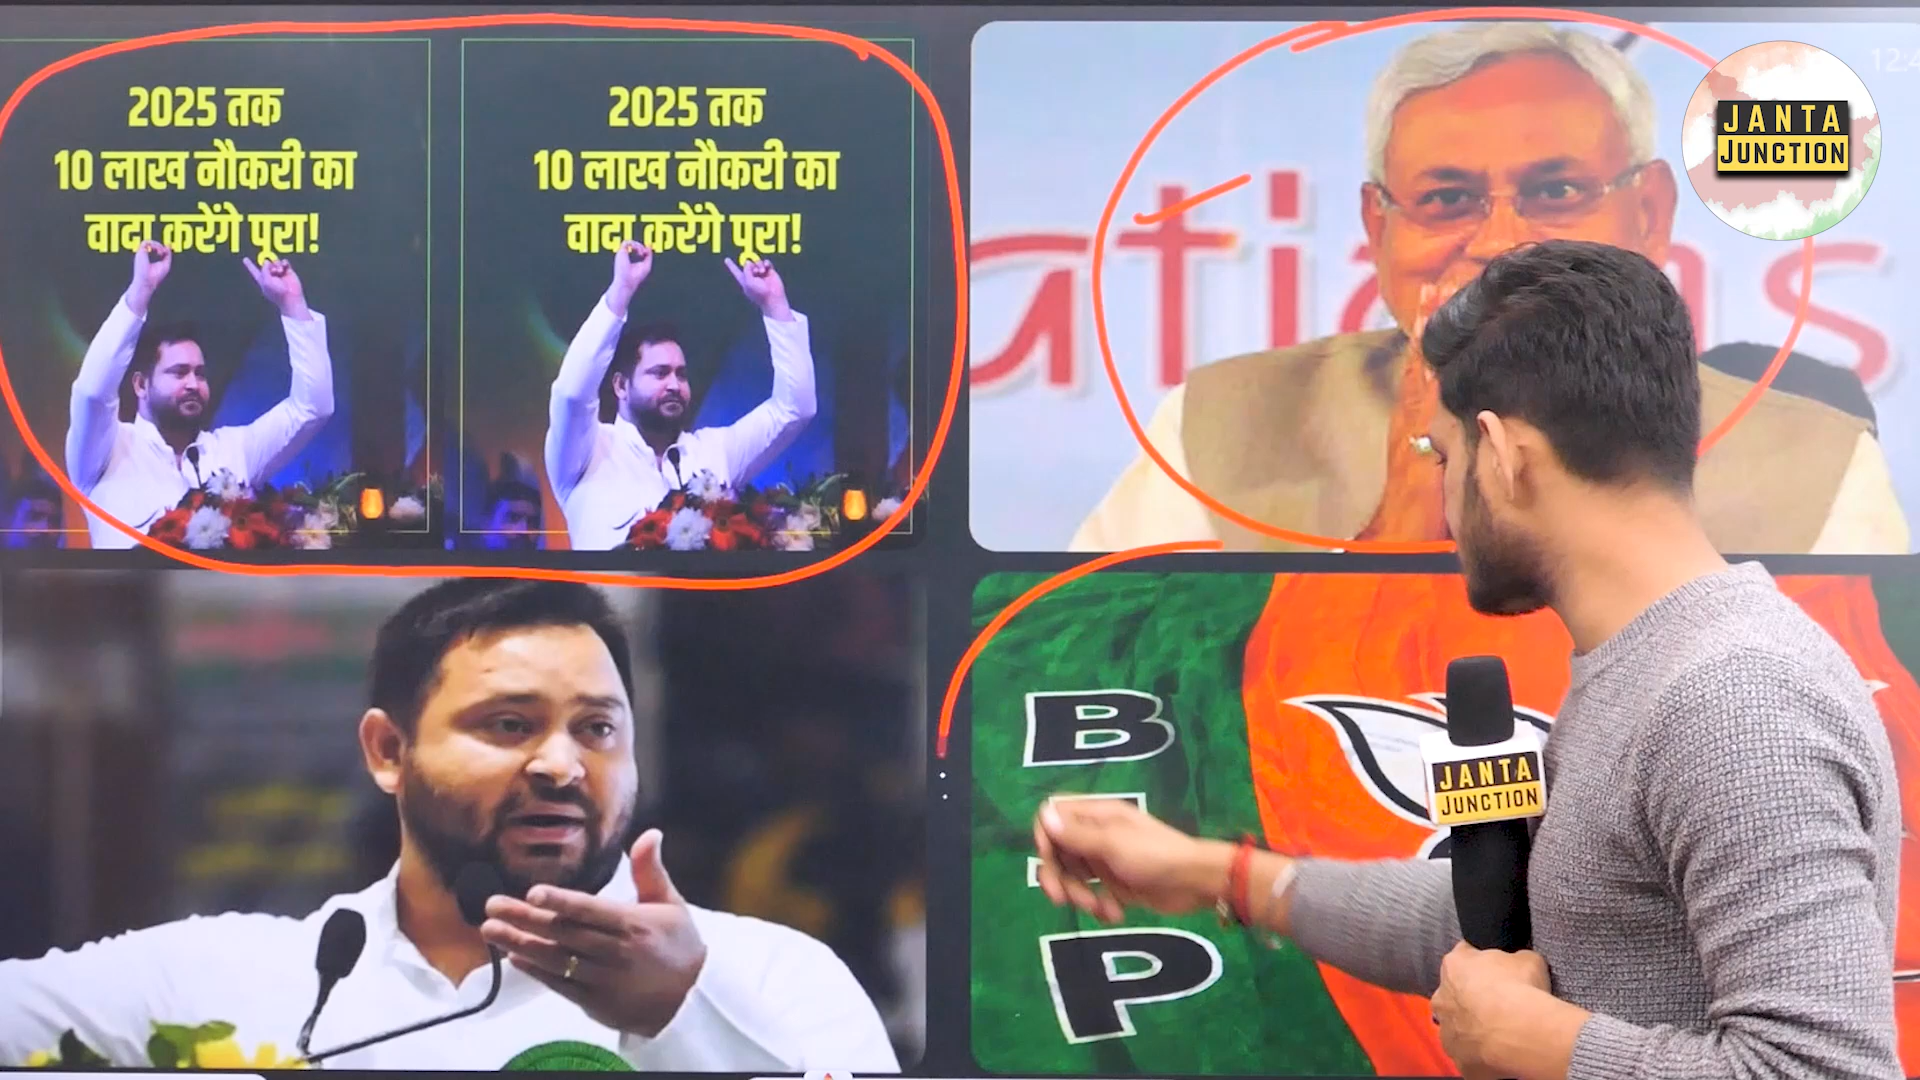 2025 तक
10 लाख नौकरी का
वादा करेंगे पूरा!
2025 तक
10 लाख नौकरी का
वादा करेंगे पूरा!
JANTA
JUNCTION
B
P
JANTA
JUNCTION